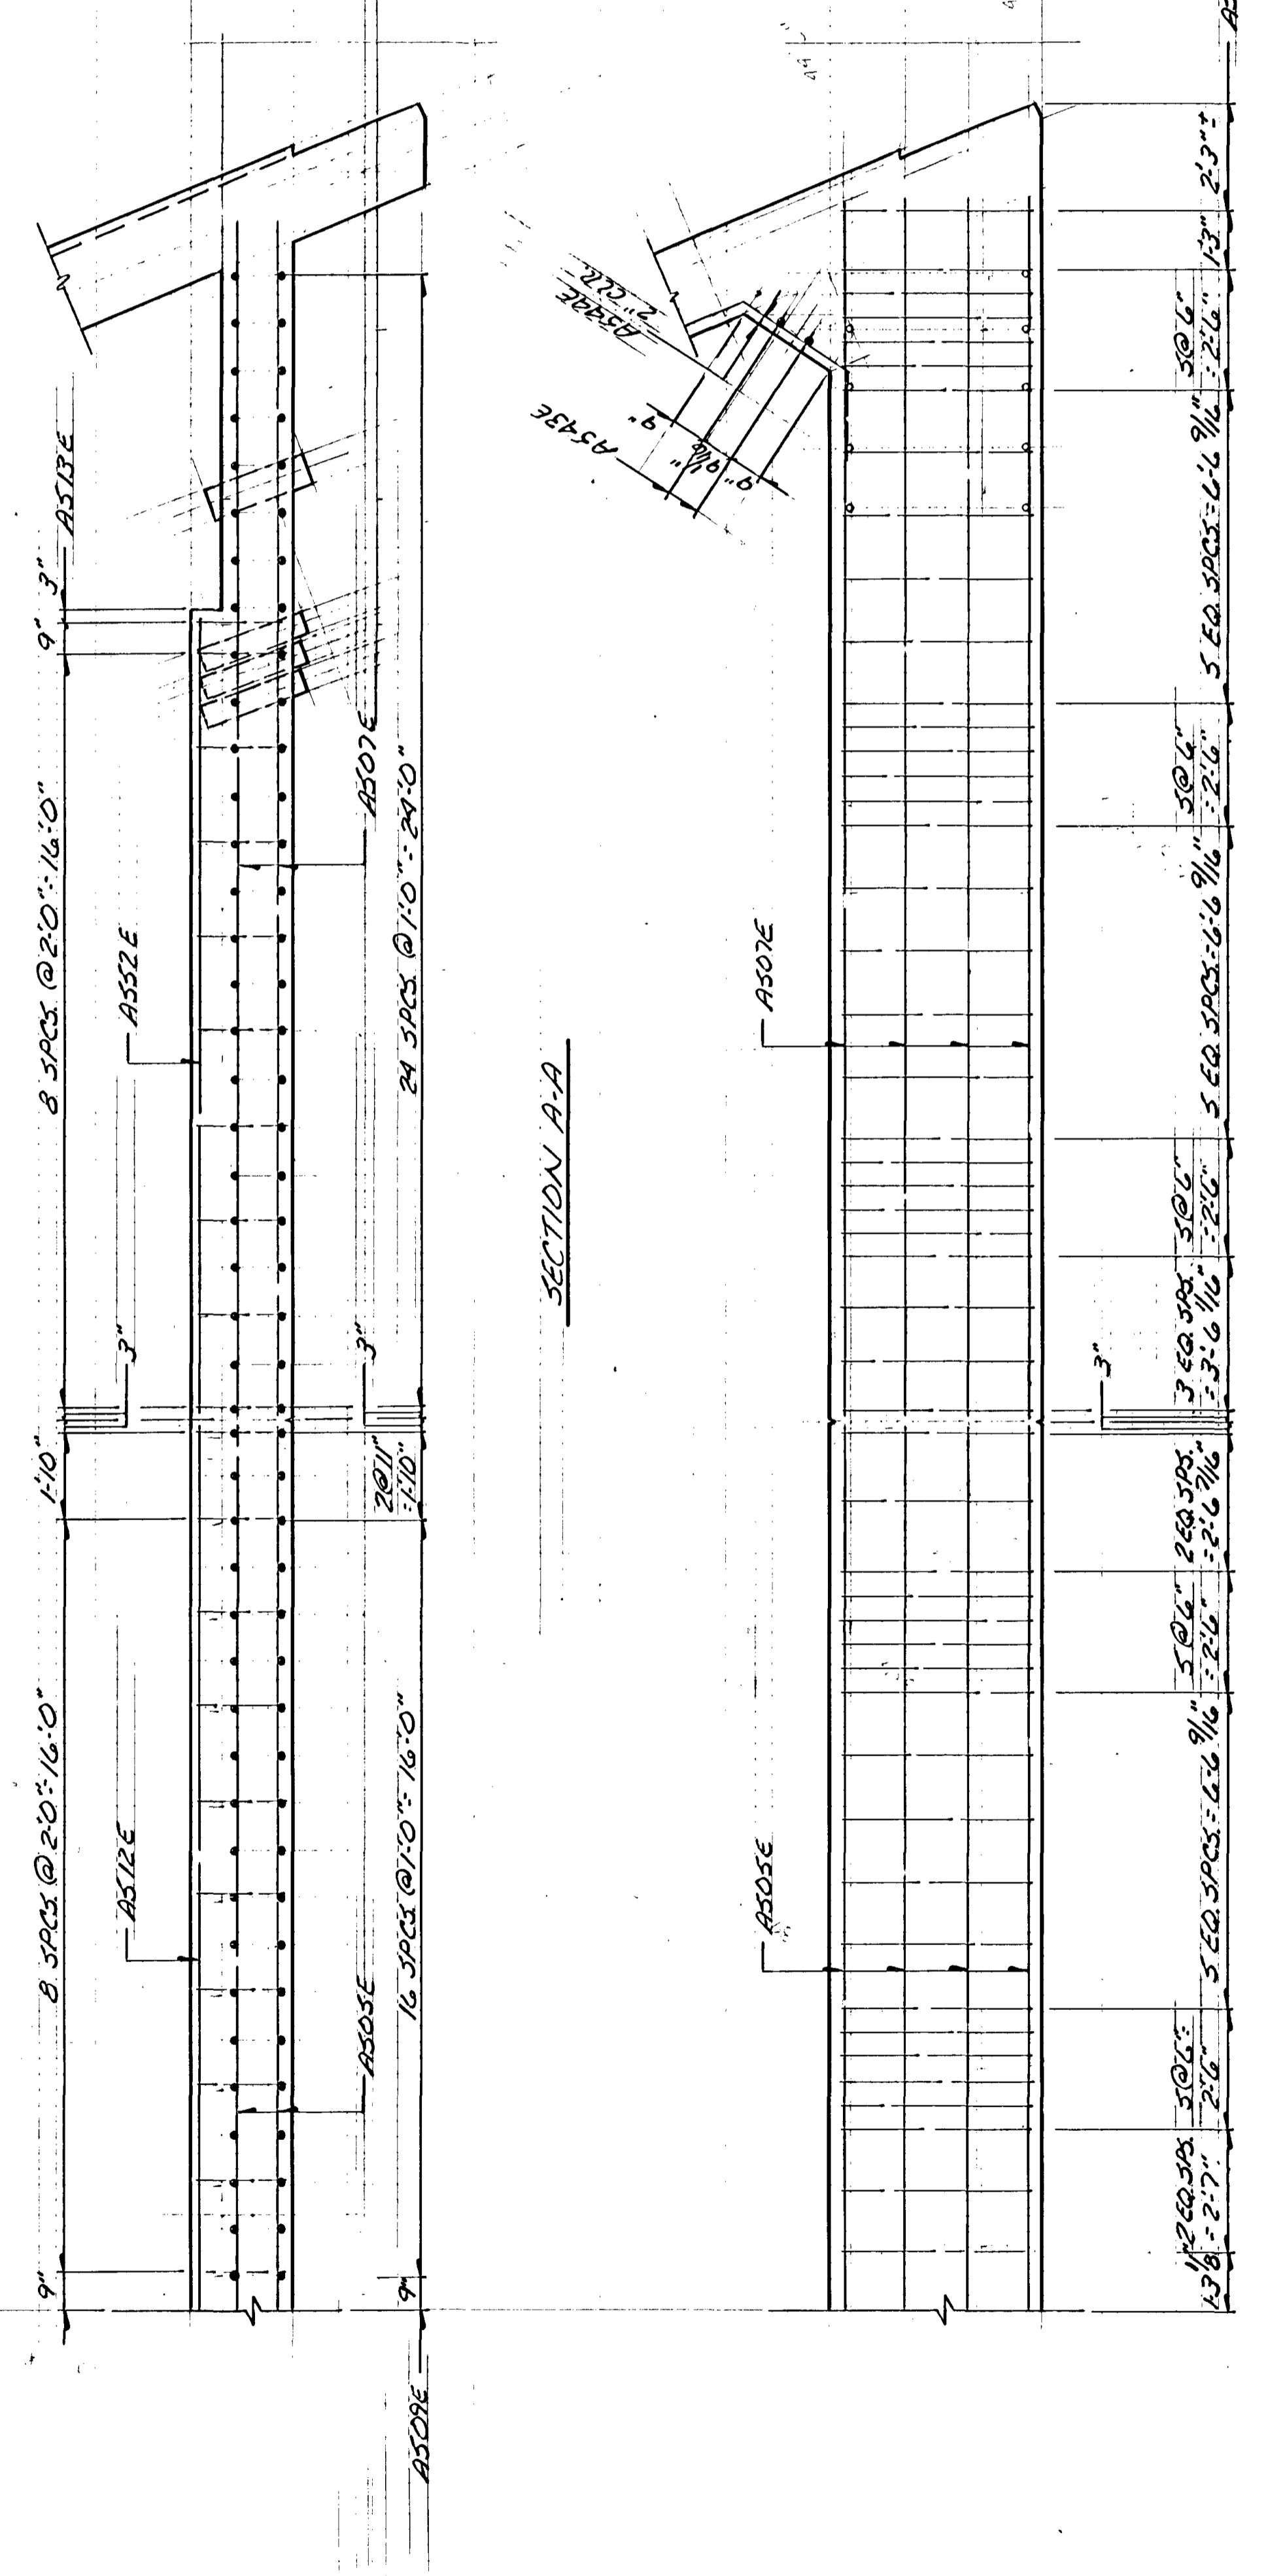 9" 8 SPCS. @ 2'-0" = 16'-0" 1'-10" 8 SPCS. @ 2'-0" = 16'-0" 9" 3" A513E
A512E 3" A552E
A505E 3" A507E
2@11"
9" 16 SPCS. @ 1'-0" = 16'-0" =1'-10" 24 SPCS. @ 1'-0" = 24'-0"
A509E
SECTION A-A
A543E
A544E
2" CLR.
9"
9 1/16"
9"
A505E A507E
3"
2 EQ. SPS. 5@6"= 5@6" 2 EQ. SPS. 3 EQ. SPS. 5@6" 5@6" 5@6"
1'-3 1/8" = 2'-7" 2'-6" 5 EQ. SPCS. = 6'-6 9/16" = 2'-6" = 2'-6 7/16" = 3'-6 1/16" = 2'-6" 5 EQ. SPCS. = 6'-6 9/16" = 2'-6" 5 EQ. SPCS. = 6'-6 9/16" = 2'-6" 1'-3" 2'-3" ±